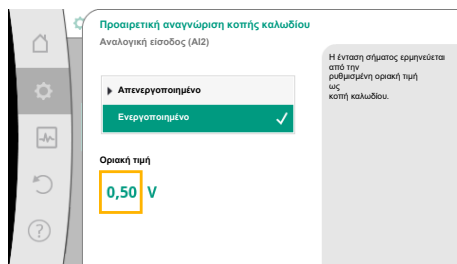 Προαιρετική αναγνώριση κοπής καλωδίου
Αναλογική είσοδος (AI2)
Η ένταση σήματος ερμηνεύεται
από την
ρυθμισμένη οριακή τιμή
ως
κοπή καλωδίου.
Απενεργοποιημένο
Ενεργοποιημένο
Οριακή τιμή
0,50 V